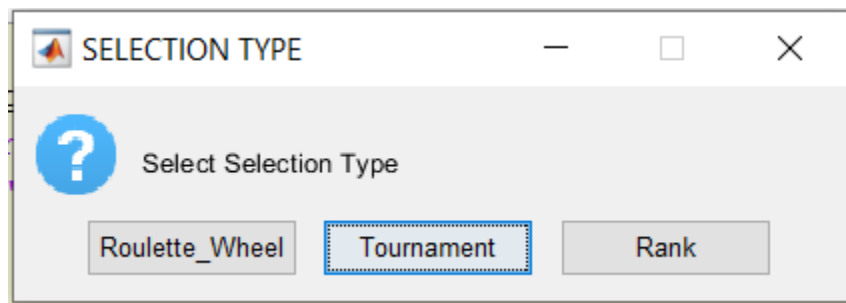 SELECTION TYPE
Select Selection Type
Roulette_Wheel Tournament Rank